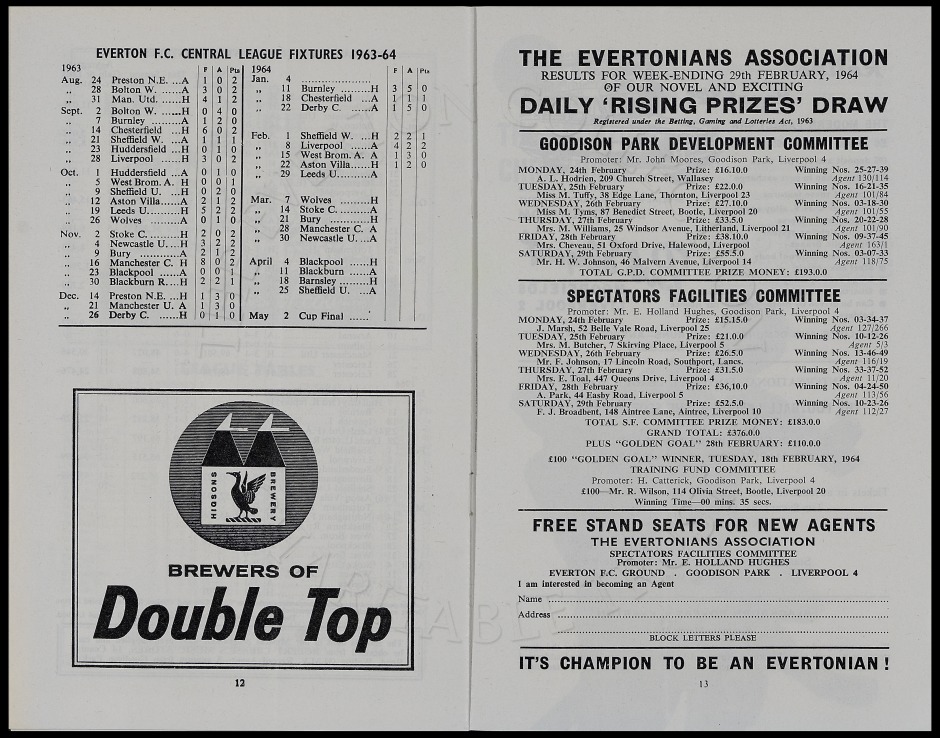 EVERTON F.C. CENTRAL LEAGUE FIXTURES 1963-64
1963 F A Pts
Aug. 24 Preston N.E. ...A 1 0 2
„ 28 Bolton W. ......A 3 0 2
„ 31 Man. Utd. ......H 4 1 2
Sept. 2 Bolton W. ......H 0 4 0
„ 7 Burnley .........A 1 2 0
„ 14 Chesterfield ...H 6 0 2
„ 21 Sheffield W. ...A 1 1 1
„ 23 Huddersfield ...H 0 1 0
„ 28 Liverpool ......H 3 0 2
Oct. 1 Huddersfield ...A 0 1 0
„ 5 West Brom. A. H 0 0 1
„ 9 Sheffield U. ...H 0 2 0
„ 12 Aston Villa......A 2 1 2
„ 19 Leeds U..........H 5 2 2
„ 26 Wolves .........A 0 1 0
Nov. 2 Stoke C..........H 2 0 2
„ 4 Newcastle U....H 3 2 2
„ 9 Bury ............A 2 1 2
„ 16 Manchester C. H 8 0 2
„ 23 Blackpool ......A 0 0 1
„ 30 Blackburn R....H 2 2 1
Dec. 14 Preston N.E. ...H 1 3 0
„ 21 Manchester U. A 1 3 0
„ 26 Derby C. ......H 0 1 0
1964 F A Pts
Jan. 4 .....................
„ 11 Burnley .........H 3 5 0
„ 18 Chesterfield ...A 1 1 1
„ 22 Derby C. ......A 1 5 0
Feb. 1 Sheffield W. ...H 2 2 1
„ 8 Liverpool ......A 4 2 2
„ 15 West Brom. A. A 1 3 0
„ 22 Aston Villa......H 1 2 0
„ 29 Leeds U..........A
Mar. 7 Wolves .........H
„ 14 Stoke C..........A
„ 21 Bury ............H
„ 28 Manchester C. A
„ 30 Newcastle U....A
April 4 Blackpool ......H
„ 11 Blackburn ......A
„ 18 Barnsley .........H
„ 25 Sheffield U. ...A
May 2 Cup Final ......
HIGSONS BREWERY
BREWERS OF
Double Top
12
THE EVERTONIANS ASSOCIATION
RESULTS FOR WEEK-ENDING 29th FEBRUARY, 1964
OF OUR NOVEL AND EXCITING
DAILY 'RISING PRIZES' DRAW
Registered under the Betting, Gaming and Lotteries Act, 1963
GOODISON PARK DEVELOPMENT COMMITTEE
Promoter: Mr. John Moores, Goodison Park, Liverpool 4
MONDAY, 24th February Prize: £16.10.0 Winning Nos. 25-27-39
A. L. Hodrien, 209 Church Street, Wallasey Agent 130/114
TUESDAY, 25th February Prize: £22.0.0 Winning Nos. 16-21-35
Miss M. Tuffy, 38 Edge Lane, Thornton, Liverpool 23 Agent 101/84
WEDNESDAY, 26th February Prize: £27.10.0 Winning Nos. 03-18-30
Miss M. Tyms, 87 Benedict Street, Bootle, Liverpool 20 Agent 101/55
THURSDAY, 27th February Prize: £33.5.0 Winning Nos. 20-22-28
Mrs. M. Williams, 25 Windsor Avenue, Litherland, Liverpool 21 Agent 101/90
FRIDAY, 28th February Prize: £38.10.0 Winning Nos. 09-37-45
Mrs. Cheveau, 51 Oxford Drive, Halewood, Liverpool Agent 163/1
SATURDAY, 29th February Prize: £55.5.0 Winning Nos. 03-07-33
Mr. H. W. Johnson, 46 Malvern Avenue, Liverpool 14 Agent 118/75
TOTAL G.P.D. COMMITTEE PRIZE MONEY: £193.0.0
SPECTATORS FACILITIES COMMITTEE
Promoter: Mr. E. Holland Hughes, Goodison Park, Liverpool 4
MONDAY, 24th February Prize: £15.15.0 Winning Nos. 03-34-37
J. Marsh, 52 Belle Vale Road, Liverpool 25 Agent 127/266
TUESDAY, 25th February Prize: £21.0.0 Winning Nos. 10-12-26
Mrs. M. Butcher, 7 Skirving Place, Liverpool 5 Agent 5/3
WEDNESDAY, 26th February Prize: £26.5.0 Winning Nos. 13-46-49
Mr. F. Johnson, 17 Lincoln Road, Southport, Lancs. Agent 116/19
THURSDAY, 27th February Prize: £31.5.0 Winning Nos. 33-37-52
Mrs. E. Toal, 447 Queens Drive, Liverpool 4 Agent 11/20
FRIDAY, 28th February Prize: £36,10.0 Winning Nos. 04-24-50
A. Park, 44 Easby Road, Liverpool 5 Agent 113/56
SATURDAY, 29th February Prize: £52.5.0 Winning Nos. 10-23-26
F. J. Broadbent, 148 Aintree Lane, Aintree, Liverpool 10 Agent 112/27
TOTAL S.F. COMMITTEE PRIZE MONEY: £183.0.0
GRAND TOTAL: £376.0.0
PLUS "GOLDEN GOAL" 28th FEBRUARY: £110.0.0
£100 "GOLDEN GOAL" WINNER, TUESDAY, 18th FEBRUARY, 1964
TRAINING FUND COMMITTEE
Promoter: H. Catterick, Goodison Park, Liverpool 4
£100—Mr. R. Wilson, 114 Olivia Street, Bootle, Liverpool 20
Winning Time—00 mins. 35 secs.
FREE STAND SEATS FOR NEW AGENTS
THE EVERTONIANS ASSOCIATION
SPECTATORS FACILITIES COMMITTEE
Promoter: Mr. E. HOLLAND HUGHES
EVERTON F.C. GROUND . GOODISON PARK . LIVERPOOL 4
I am interested in becoming an Agent
Name
Address
BLOCK LETTERS PLEASE
IT'S CHAMPION TO BE AN EVERTONIAN!
13